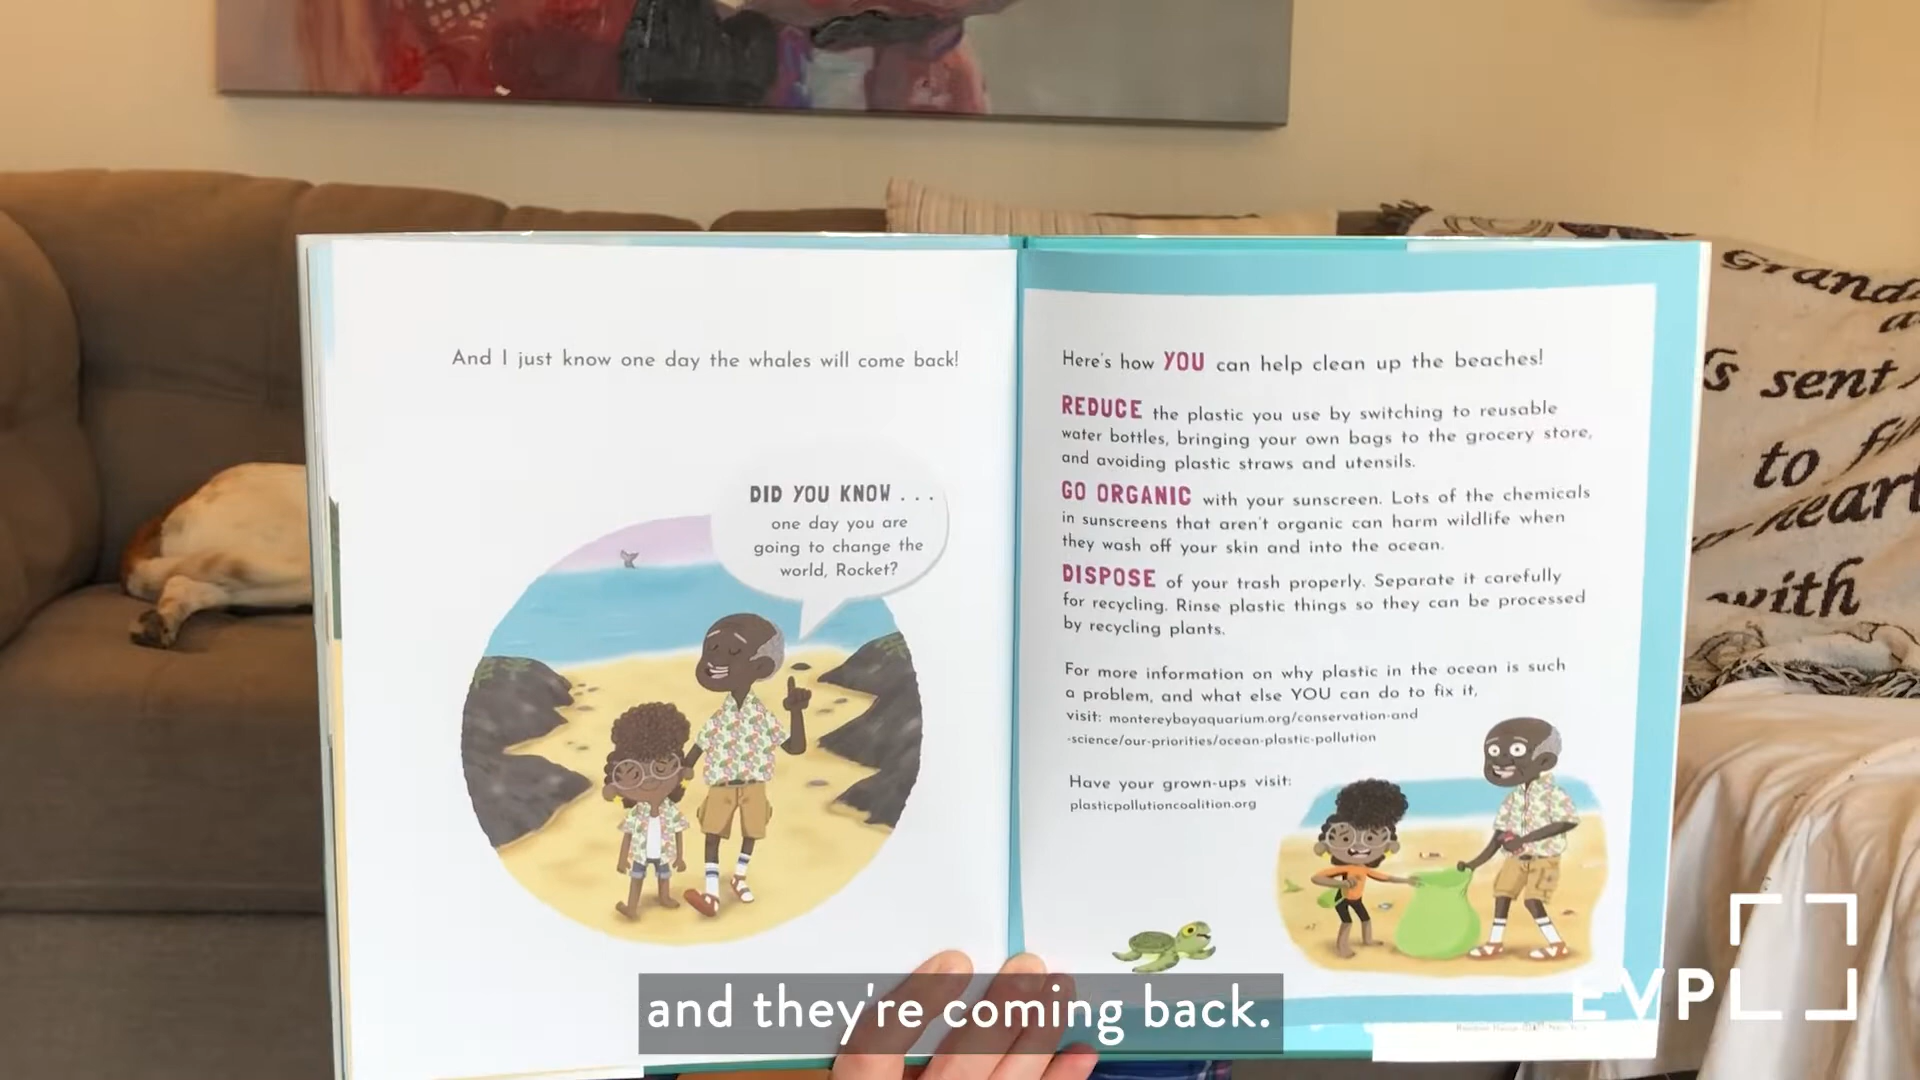 And I just know one day the whales will come back!
DID YOU KNOW . . .
one day you are
going to change the
world, Rocket?
Here's how YOU can help clean up the beaches!
REDUCE the plastic you use by switching to reusable
water bottles, bringing your own bags to the grocery store,
and avoiding plastic straws and utensils.
GO ORGANIC with your sunscreen. Lots of the chemicals
in sunscreens that aren't organic can harm wildlife when
they wash off your skin and into the ocean.
DISPOSE of your trash properly. Separate it carefully
for recycling. Rinse plastic things so they can be processed
by recycling plants.
For more information on why plastic in the ocean is such
a problem, and what else YOU can do to fix it,
visit: montereybayaquarium.org/conservation-and
-science/our-priorities/ocean-plastic-pollution
Have your grown-ups visit:
plasticpollutioncoalition.org
sent
to
heart
with
and they're coming back.
EVPL